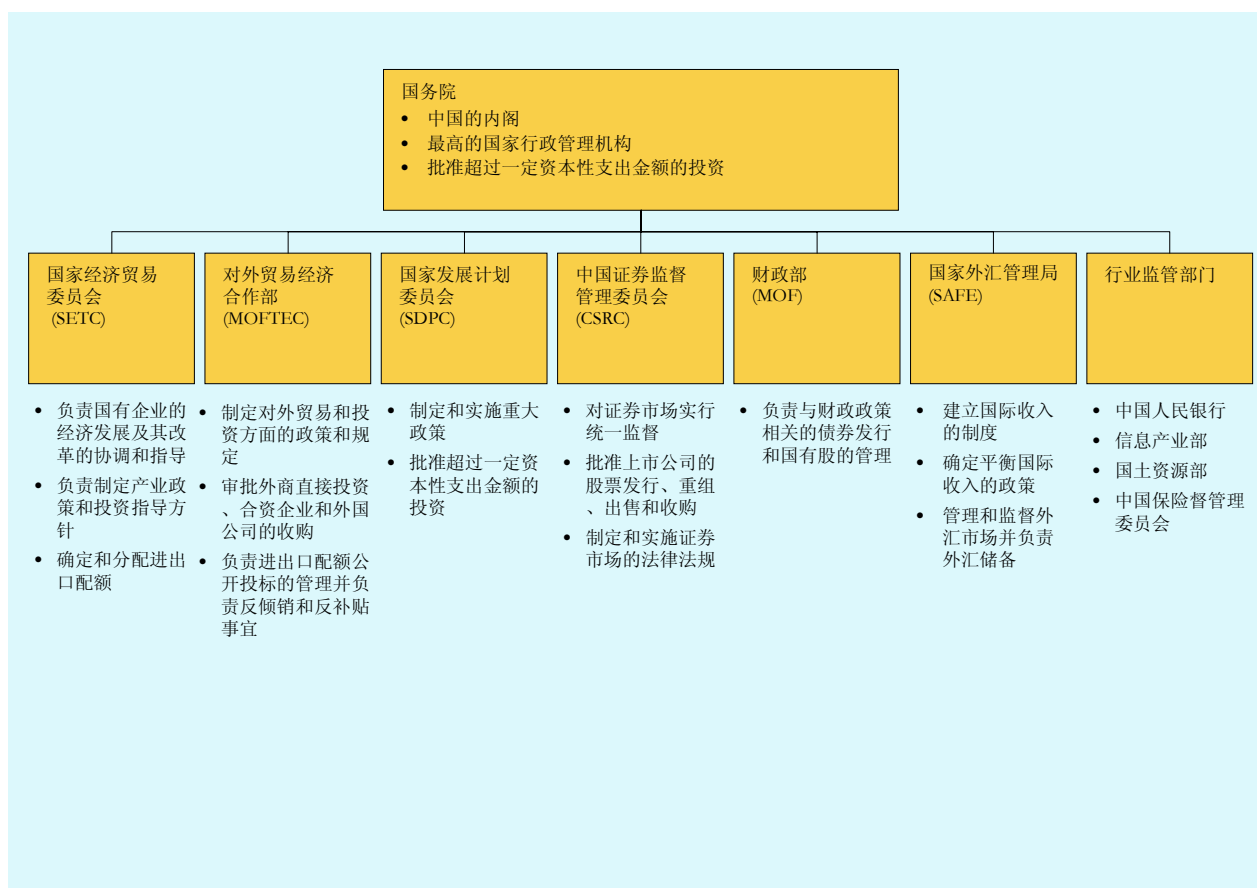 国务院
• 中国的内阁
• 最高的国家行政管理机构
• 批准超过一定资本性支出金额的投资
国家经济贸易
委员会
(SETC)
• 负责国有企业的
经济发展及其改
革的协调和指导
• 负责制定产业政
策和投资指导方
针
• 确定和分配进出
口配额
对外贸易经济
合作部
(MOFTEC)
• 制定对外贸易和投
资方面的政策和规
定
• 审批外商直接投资
、合资企业和外国
公司的收购
• 负责进出口配额公
开投标的管理并负
责反倾销和反补贴
事宜
国家发展计划
委员会
(SDPC)
• 制定和实施重大
政策
• 批准超过一定资
本性支出金额的
投资
中国证券监督
管理委员会
(CSRC)
• 对证券市场实行
统一监督
• 批准上市公司的
股票发行、重组
、出售和收购
• 制定和实施证券
市场的法律法规
财政部
(MOF)
• 负责与财政政策
相关的债券发行
和国有股的管理
国家外汇管理局
(SAFE)
• 建立国际收入
的制度
• 确定平衡国际
收入的政策
• 管理和监督外
汇市场并负责
外汇储备
行业监管部门
• 中国人民银行
• 信息产业部
• 国土资源部
• 中国保险督管理
委员会